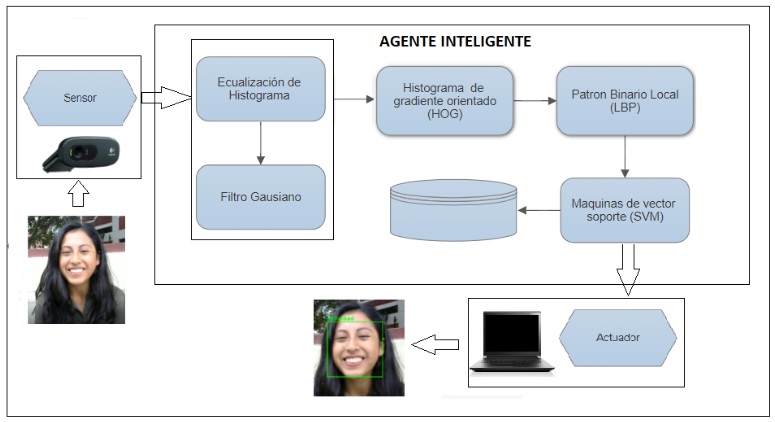 AGENTE INTELIGENTE
Sensor
Ecualización de
Histograma
Histograma de
gradiente orientado
(HOG)
Patron Binario Local
(LBP)
Filtro Gausiano
Maquinas de vector
soporte (SVM)
Actuador